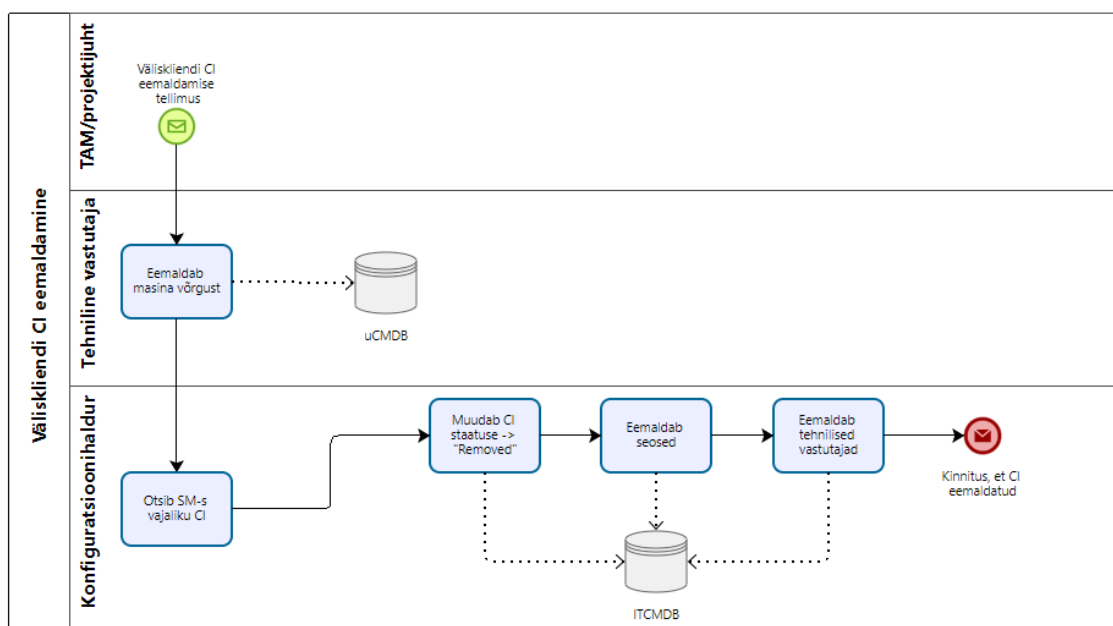 Väliskliendi CI eemaldamine
TAM/projektijuht
Väliskliendi CI
eemaldamise
tellimus
Tehniline vastutaja
Eemaldab
masina võrgust
uCMDB
Konfiguratsioonihaldur
Otsib SM-s
vajaliku CI
Muudab CI
staatuse ->
"Removed"
Eemaldab
seosed
Eemaldab
tehnilised
vastutajad
Kinnitus, et CI
eemaldatud
ITCMDB